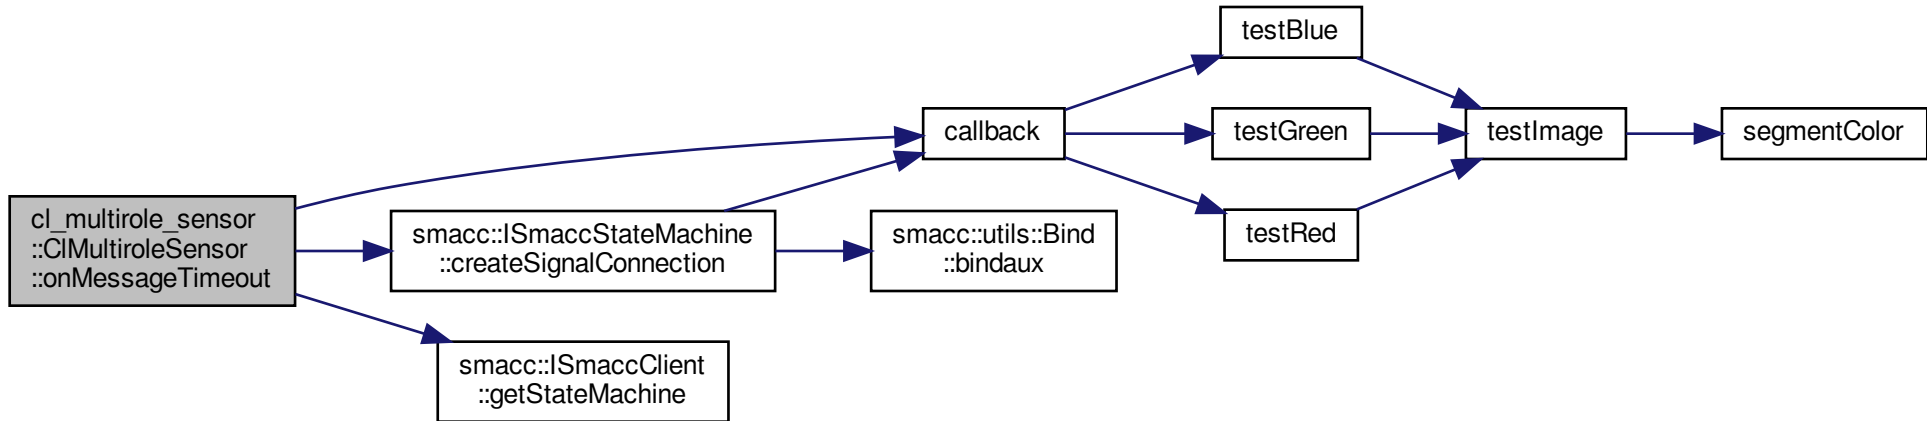 cl_multirole_sensor
::ClMultiroleSensor
::onMessageTimeout
smacc::ISmaccStateMachine
::createSignalConnection
smacc::ISmaccClient
::getStateMachine
callback
smacc::utils::Bind
::bindaux
testBlue
testGreen
testRed
testImage
segmentColor